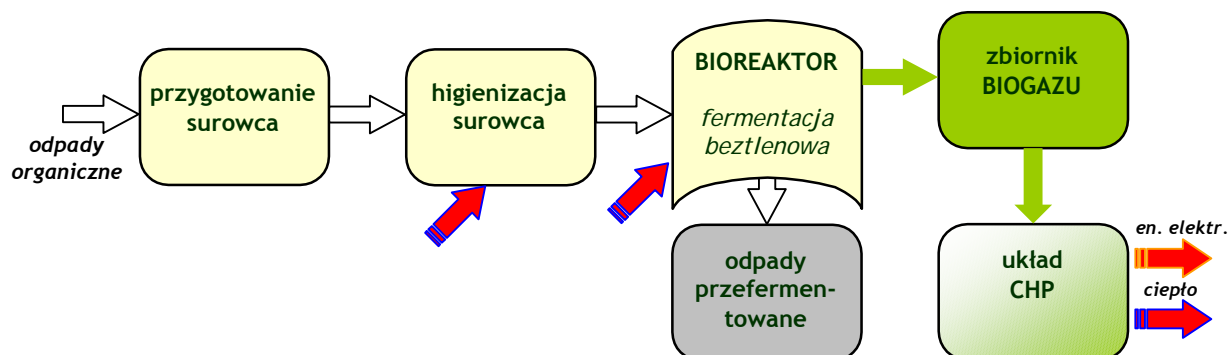 odpady
organiczne
przygotowanie
surowca
higienizacja
surowca
BIOREAKTOR
fermentacja
beztlenowa
odpady
przefermen-
towane
zbiornik
BIOGAZU
układ
CHP
en. elektr.
ciepło